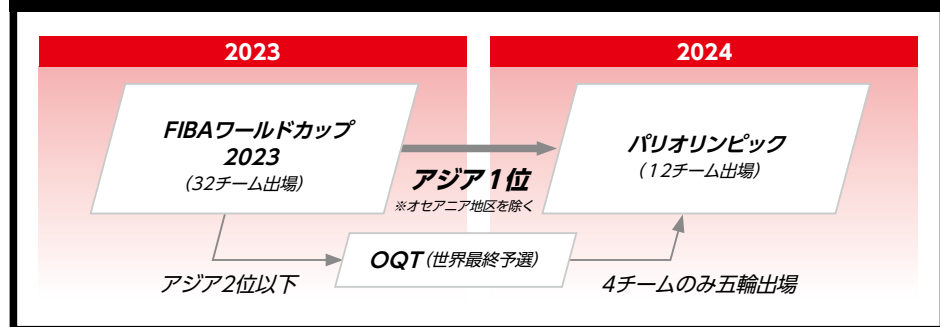 2023
2024
FIBAワールドカップ
2023
(32チーム出場)
アジア1位
※オセアニア地区を除く
パリオリンピック
(12チーム出場)
アジア2位以下
OQT(世界最終予選)
4チームのみ五輪出場